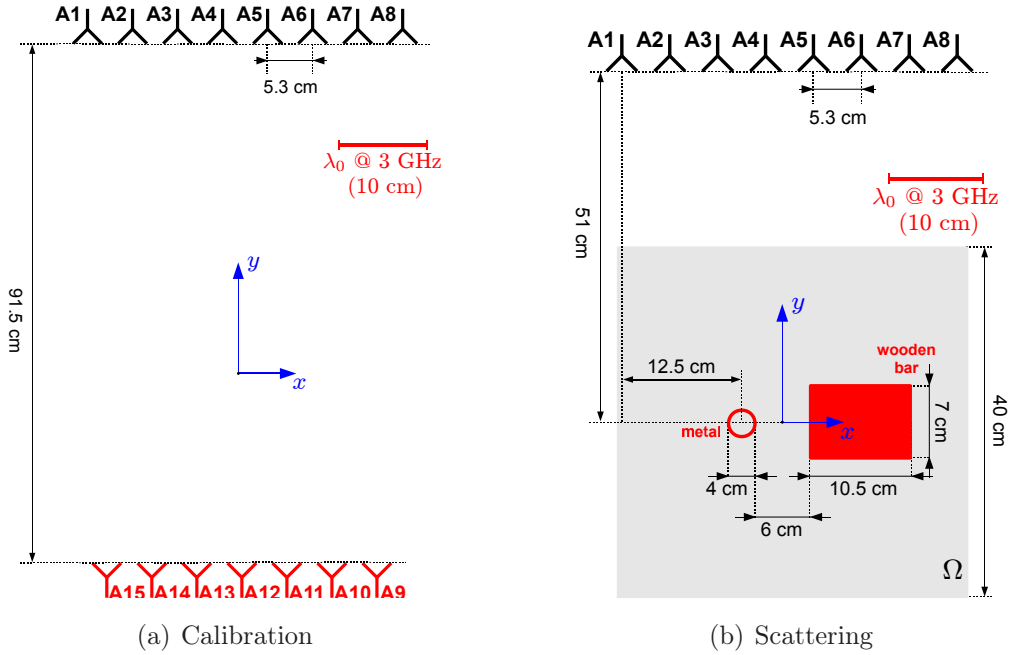 A1 A2 A3 A4 A5 A6 A7 A8
5.3 cm
λ₀ @ 3 GHz
(10 cm)
91.5 cm
y
x
A15 A14 A13 A12 A11 A10 A9
(a) Calibration
A1 A2 A3 A4 A5 A6 A7 A8
5.3 cm
λ₀ @ 3 GHz
(10 cm)
51 cm
y
12.5 cm
wooden
bar
metal
x
7 cm
40 cm
4 cm
10.5 cm
6 cm
Ω
(b) Scattering